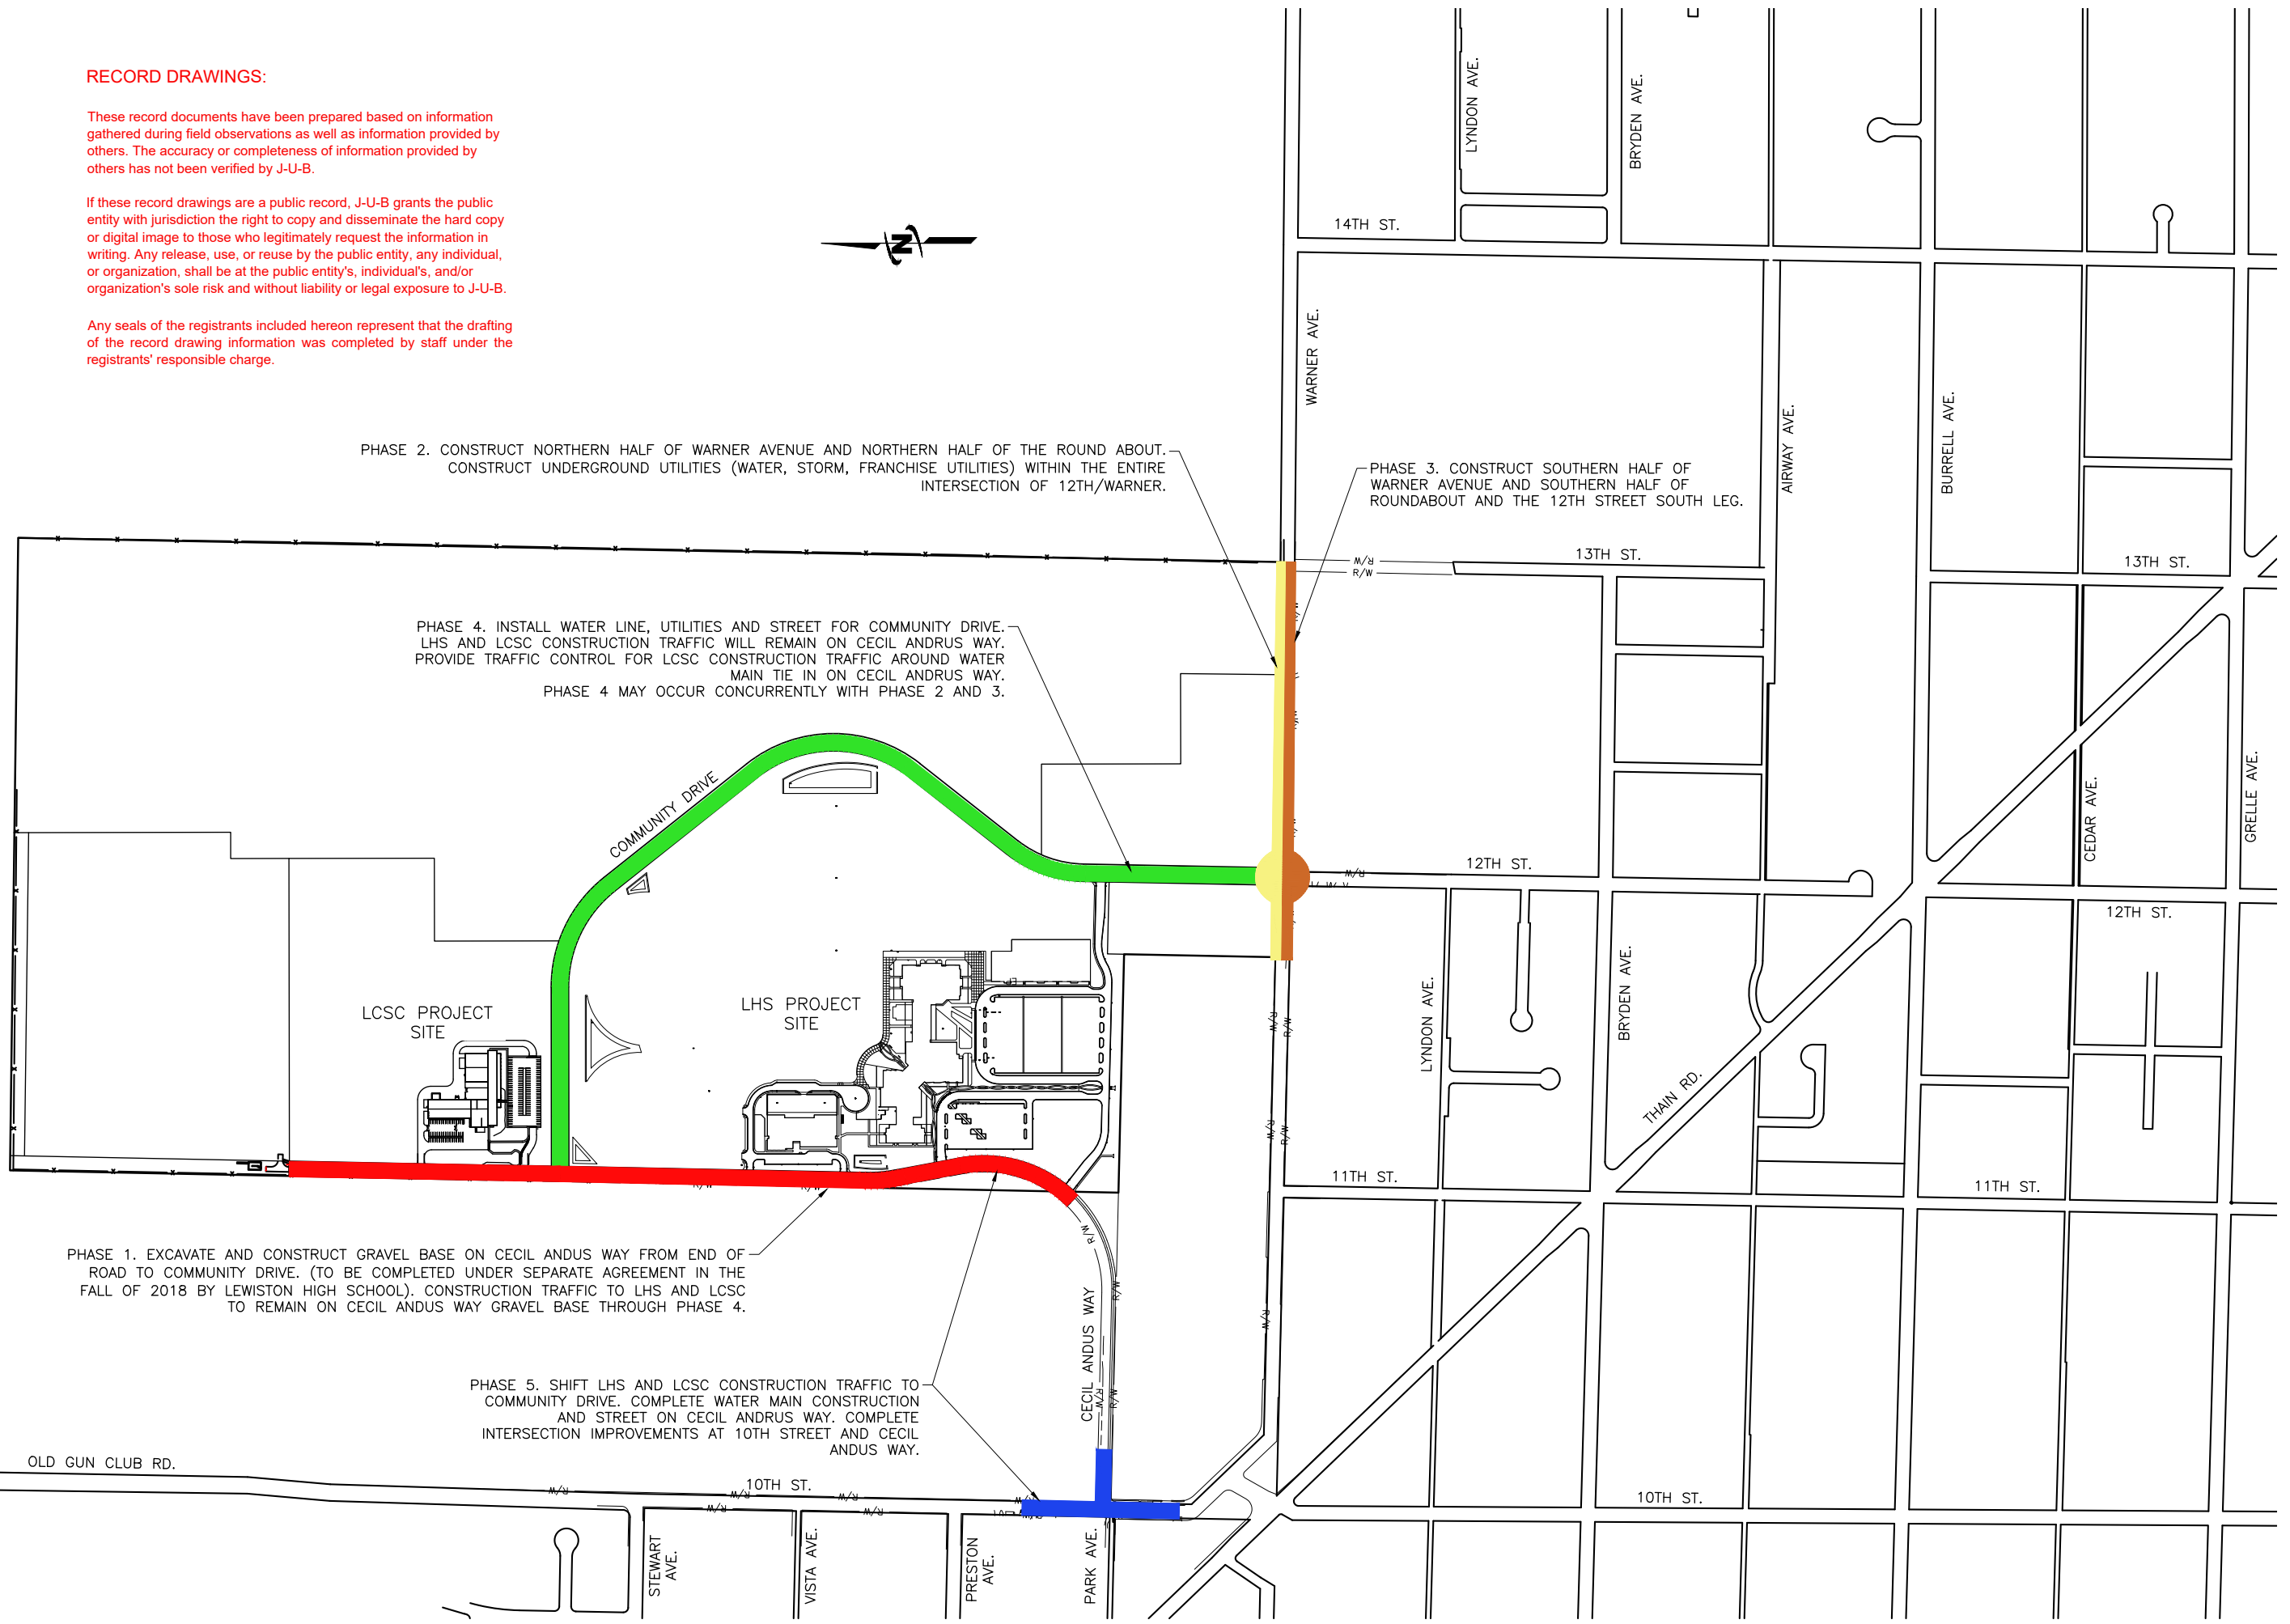 RECORD DRAWINGS:
These record documents have been prepared based on information
gathered during field observations as well as information provided by
others. The accuracy or completeness of information provided by
others has not been verified by J-U-B.
If these record drawings are a public record, J-U-B grants the public
entity with jurisdiction the right to copy and disseminate the hard copy
or digital image to those who legitimately request the information in
writing. Any release, use, or reuse by the public entity, any individual,
or organization, shall be at the public entity's, individual's, and/or
organization's sole risk and without liability or legal exposure to J-U-B.
Any seals of the registrants included hereon represent that the drafting
of the record drawing information was completed by staff under the
registrants' responsible charge.
N
LYNDON AVE.
BRYDEN AVE.
14TH ST.
WARNER AVE.
AIRWAY AVE.
BURRELL AVE.
PHASE 2. CONSTRUCT NORTHERN HALF OF WARNER AVENUE AND NORTHERN HALF OF THE ROUND ABOUT.
CONSTRUCT UNDERGROUND UTILITIES (WATER, STORM, FRANCHISE UTILITIES) WITHIN THE ENTIRE
INTERSECTION OF 12TH/WARNER.
PHASE 3. CONSTRUCT SOUTHERN HALF OF
WARNER AVENUE AND SOUTHERN HALF OF
ROUNDABOUT AND THE 12TH STREET SOUTH LEG.
13TH ST.
13TH ST.
R/W
R/W
PHASE 4. INSTALL WATER LINE, UTILITIES AND STREET FOR COMMUNITY DRIVE.
LHS AND LCSC CONSTRUCTION TRAFFIC WILL REMAIN ON CECIL ANDRUS WAY.
PROVIDE TRAFFIC CONTROL FOR LCSC CONSTRUCTION TRAFFIC AROUND WATER
MAIN TIE IN ON CECIL ANDRUS WAY.
PHASE 4 MAY OCCUR CONCURRENTLY WITH PHASE 2 AND 3.
COMMUNITY DRIVE
CEDAR AVE.
GRELLE AVE.
12TH ST.
R/W
12TH ST.
LCSC PROJECT
SITE
LHS PROJECT
SITE
LYNDON AVE.
BRYDEN AVE.
R/W
R/W
THAIN RD.
R/W
R/W
11TH ST.
11TH ST.
PHASE 1. EXCAVATE AND CONSTRUCT GRAVEL BASE ON CECIL ANDUS WAY FROM END OF
ROAD TO COMMUNITY DRIVE. (TO BE COMPLETED UNDER SEPARATE AGREEMENT IN THE
FALL OF 2018 BY LEWISTON HIGH SCHOOL). CONSTRUCTION TRAFFIC TO LHS AND LCSC
TO REMAIN ON CECIL ANDUS WAY GRAVEL BASE THROUGH PHASE 4.
R/W
R/W
R/W
CECIL ANDUS WAY
R/W
R/W
PHASE 5. SHIFT LHS AND LCSC CONSTRUCTION TRAFFIC TO
COMMUNITY DRIVE. COMPLETE WATER MAIN CONSTRUCTION
AND STREET ON CECIL ANDRUS WAY. COMPLETE
INTERSECTION IMPROVEMENTS AT 10TH STREET AND CECIL
ANDUS WAY.
OLD GUN CLUB RD.
10TH ST.
R/W
R/W
R/W
R/W
R/W
10TH ST.
STEWART
AVE.
VISTA AVE.
PRESTON
AVE.
PARK AVE.